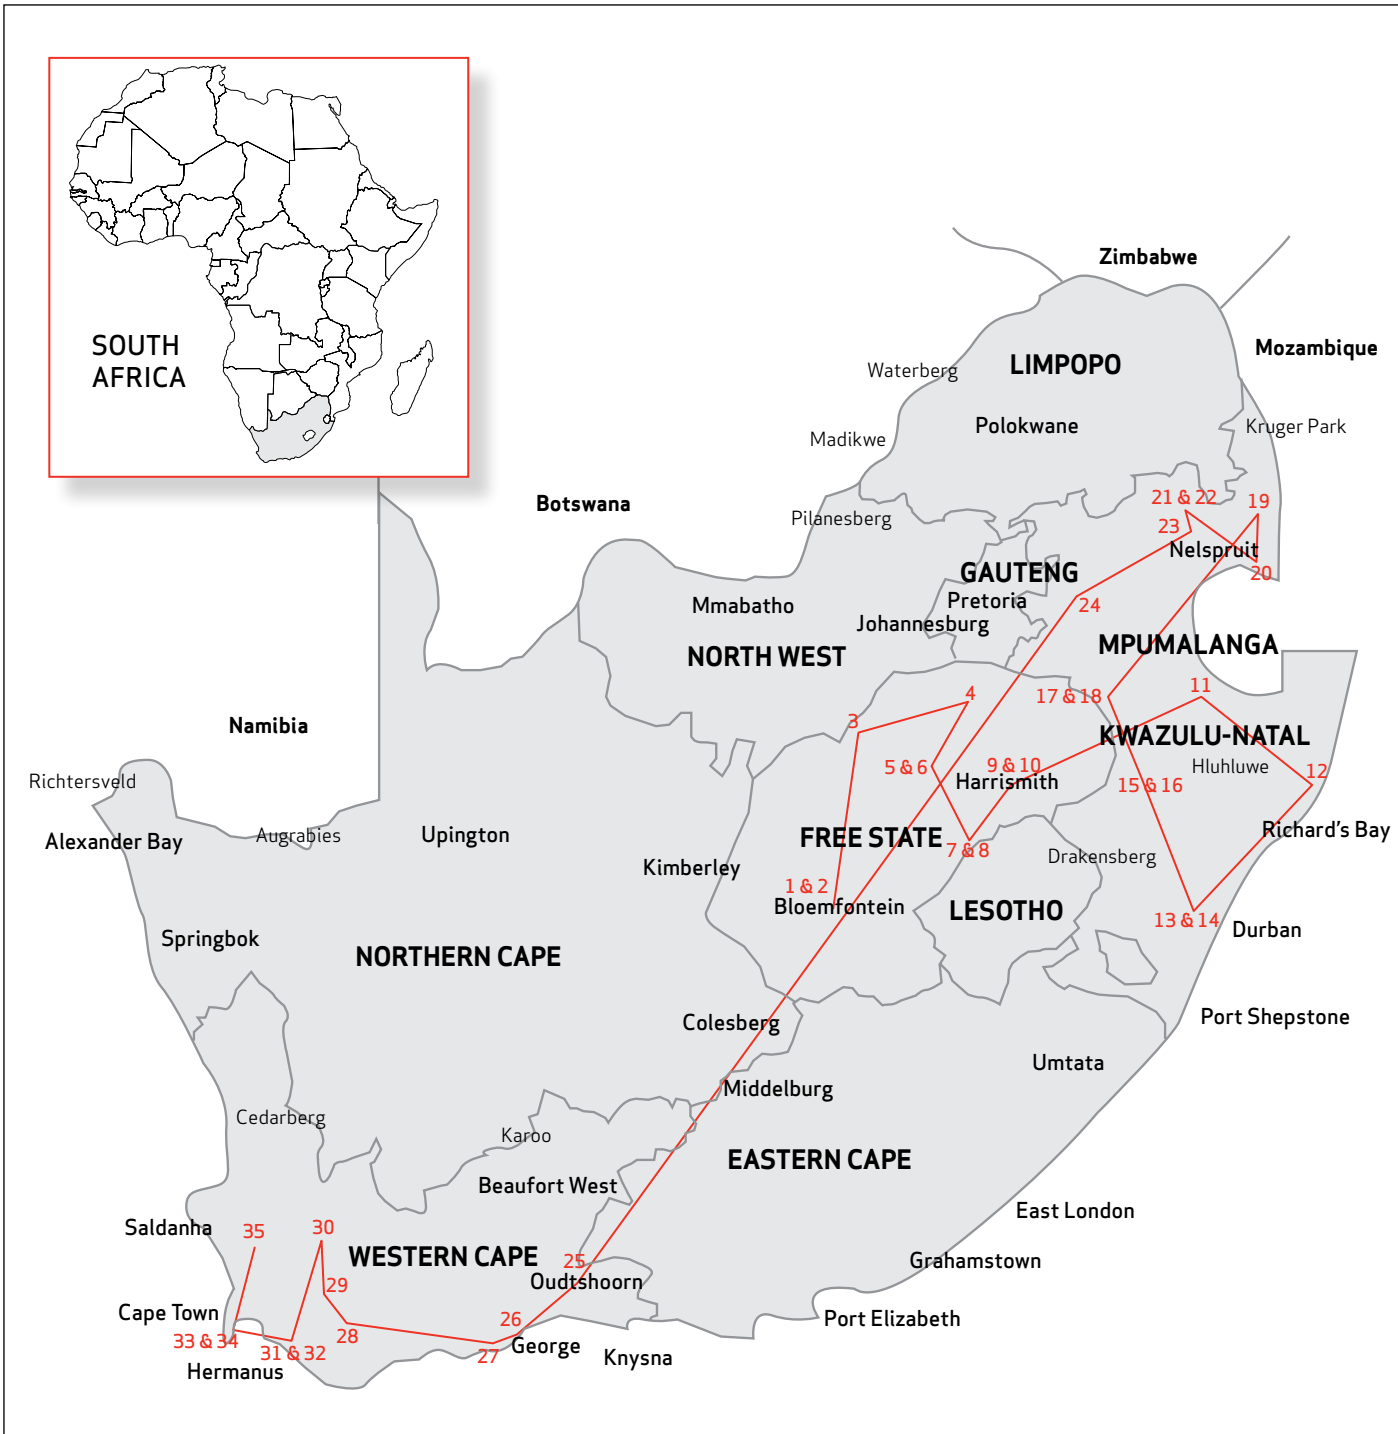 SOUTH
AFRICA
Zimbabwe
Mozambique
LIMPOPO
Waterberg
Polokwane
Kruger Park
Madikwe
Botswana
21 & 22
19
Pilanesberg
23
Nelspruit
GAUTENG
20
Pretoria
Mmabatho
24
Johannesburg
MPUMALANGA
NORTH WEST
4
17 & 18
11
Namibia
3
KWAZULU-NATAL
5 & 6
9 & 10
Hluhluwe
12
Richtersveld
Harrismith
15 & 16
Alexander Bay
Augrabies
Upington
FREE STATE
Richard's Bay
7 & 8
Drakensberg
Kimberley
1 & 2
Bloemfontein
LESOTHO
13 & 14
Durban
Springbok
NORTHERN CAPE
Colesberg
Port Shepstone
Umtata
Middelburg
Cedarberg
Karoo
EASTERN CAPE
Beaufort West
East London
Saldanha
35
30
WESTERN CAPE
25
Grahamstown
Oudtshoorn
29
Cape Town
26
Port Elizabeth
33 & 34
28
George
31 & 32
27
Knysna
Hermanus